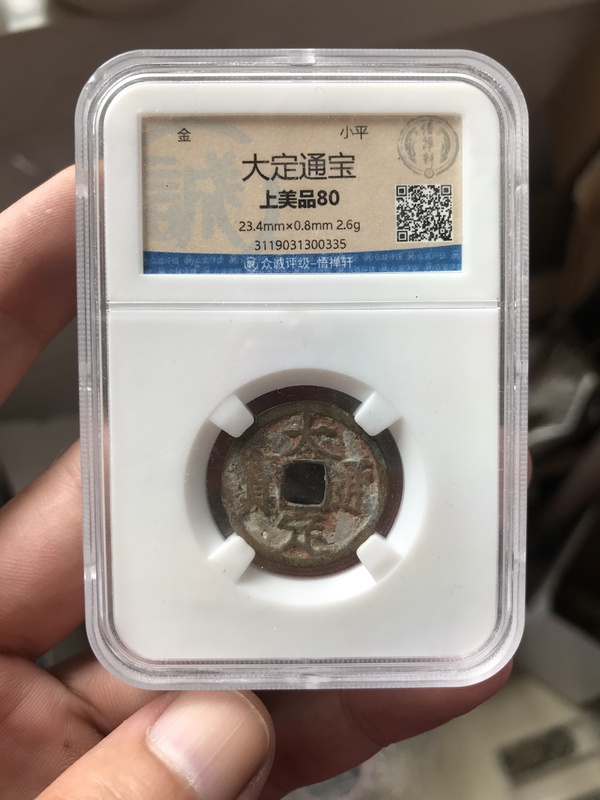 金 小平
大定通宝
上美品80
23.4mm×0.8mm 2.6g
3119031300335
众诚评级-悟禅轩
大
寳 通
定